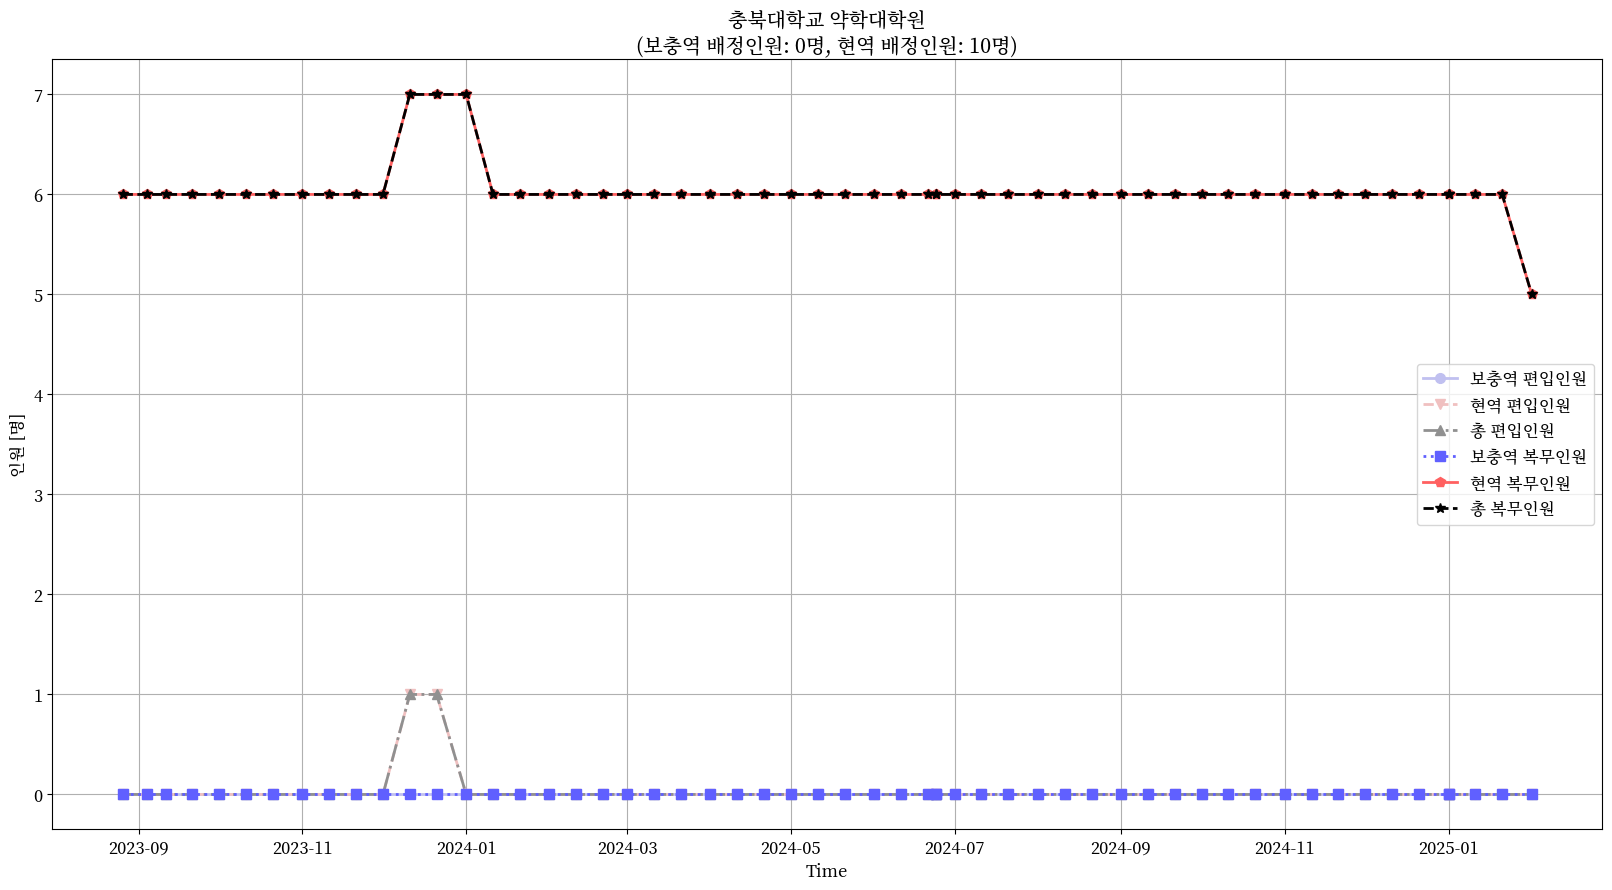 충북대학교 약학대학원
(보충역 배정인원: 0명, 현역 배정인원: 10명)
7
6
5
4
3
2
1
0
인원 [명]
보충역 편입인원
현역 편입인원
총 편입인원
보충역 복무인원
현역 복무인원
총 복무인원
2023-09
2023-11
2024-01
2024-03
2024-05
2024-07
2024-09
2024-11
2025-01
Time